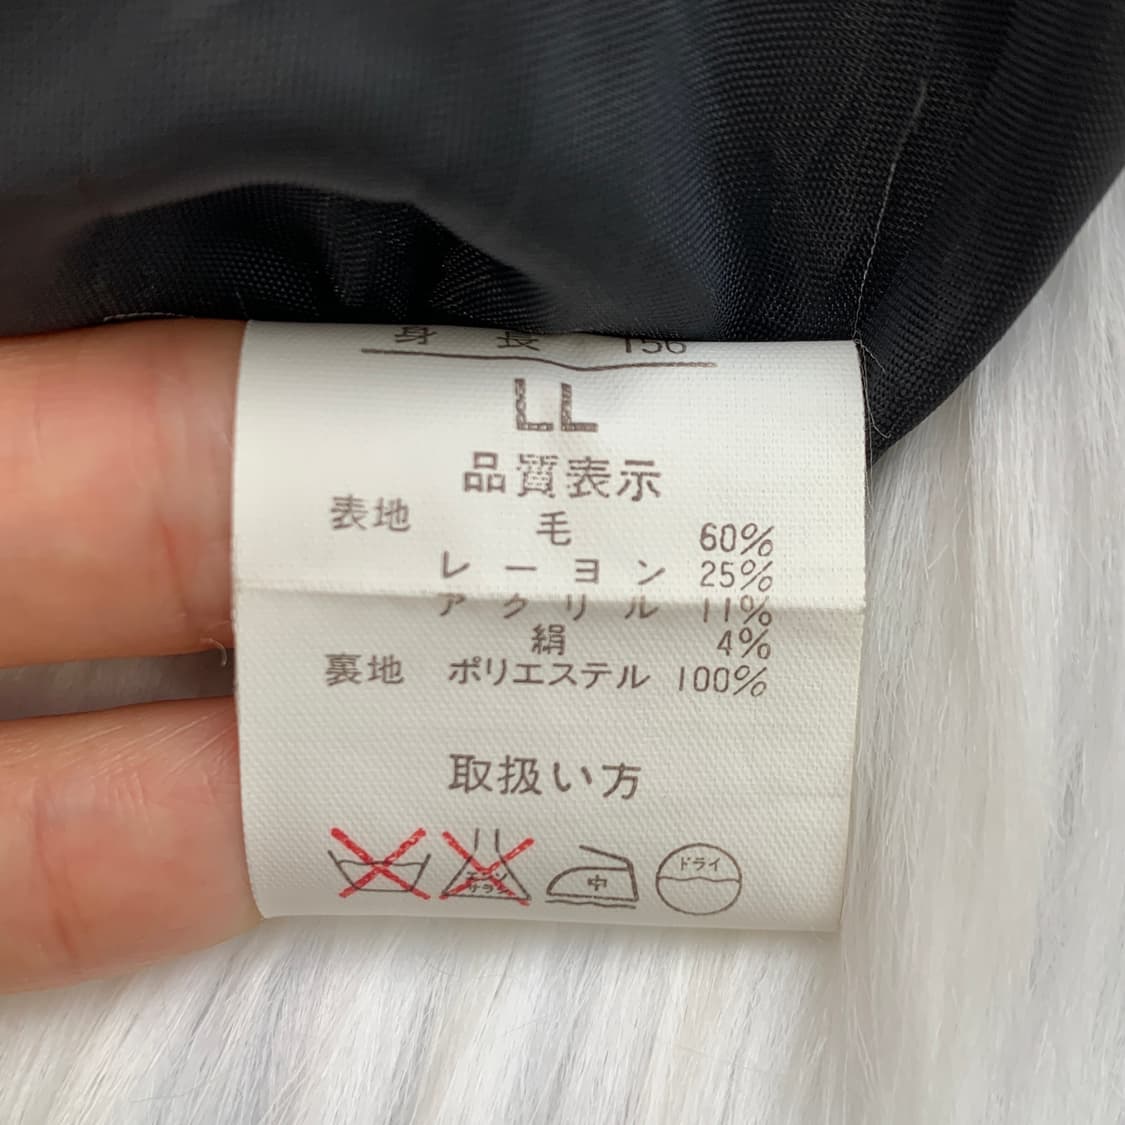 身長 156
LL
品質表示
表地 毛 60%
レーヨン 25%
アクリル 11%
絹 4%
裏地 ポリエステル 100%
取扱い方
中 ドライ